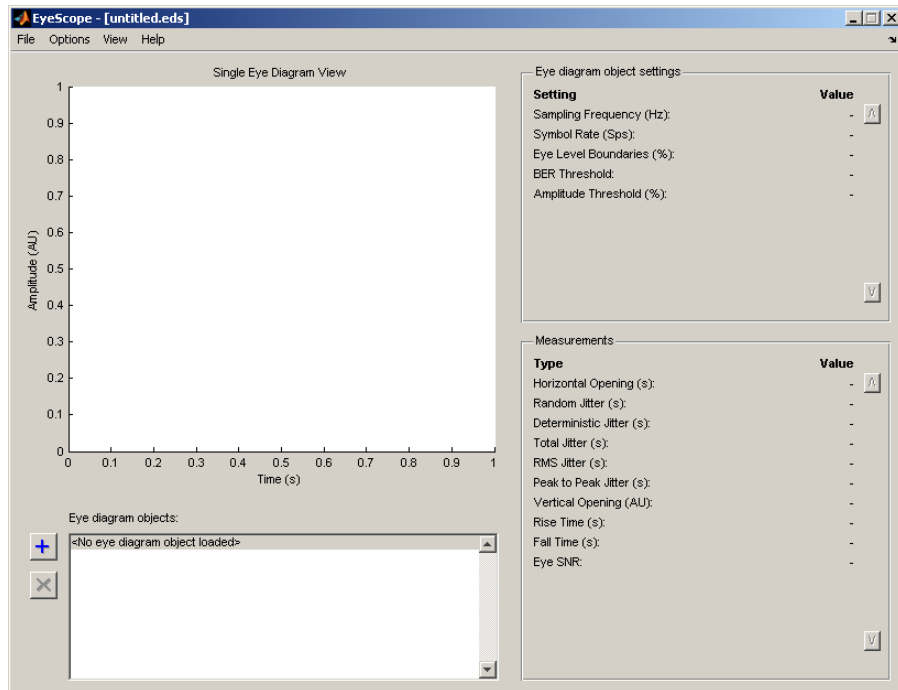 EyeScope - [untitled.eds]
File Options View Help
Single Eye Diagram View
1
0.9
0.8
0.7
0.6
0.5
0.4
0.3
0.2
0.1
0
Amplitude (AU)
0 0.1 0.2 0.3 0.4 0.5 0.6 0.7 0.8 0.9 1
Time (s)
Eye diagram objects:
+
<No eye diagram object loaded>
Eye diagram object settings
Setting Value
Sampling Frequency (Hz): -
Symbol Rate (Sps): -
Eye Level Boundaries (%): -
BER Threshold: -
Amplitude Threshold (%): -
Measurements
Type Value
Horizontal Opening (s): -
Random Jitter (s): -
Deterministic Jitter (s): -
Total Jitter (s): -
RMS Jitter (s): -
Peak to Peak Jitter (s): -
Vertical Opening (AU): -
Rise Time (s): -
Fall Time (s): -
Eye SNR: -